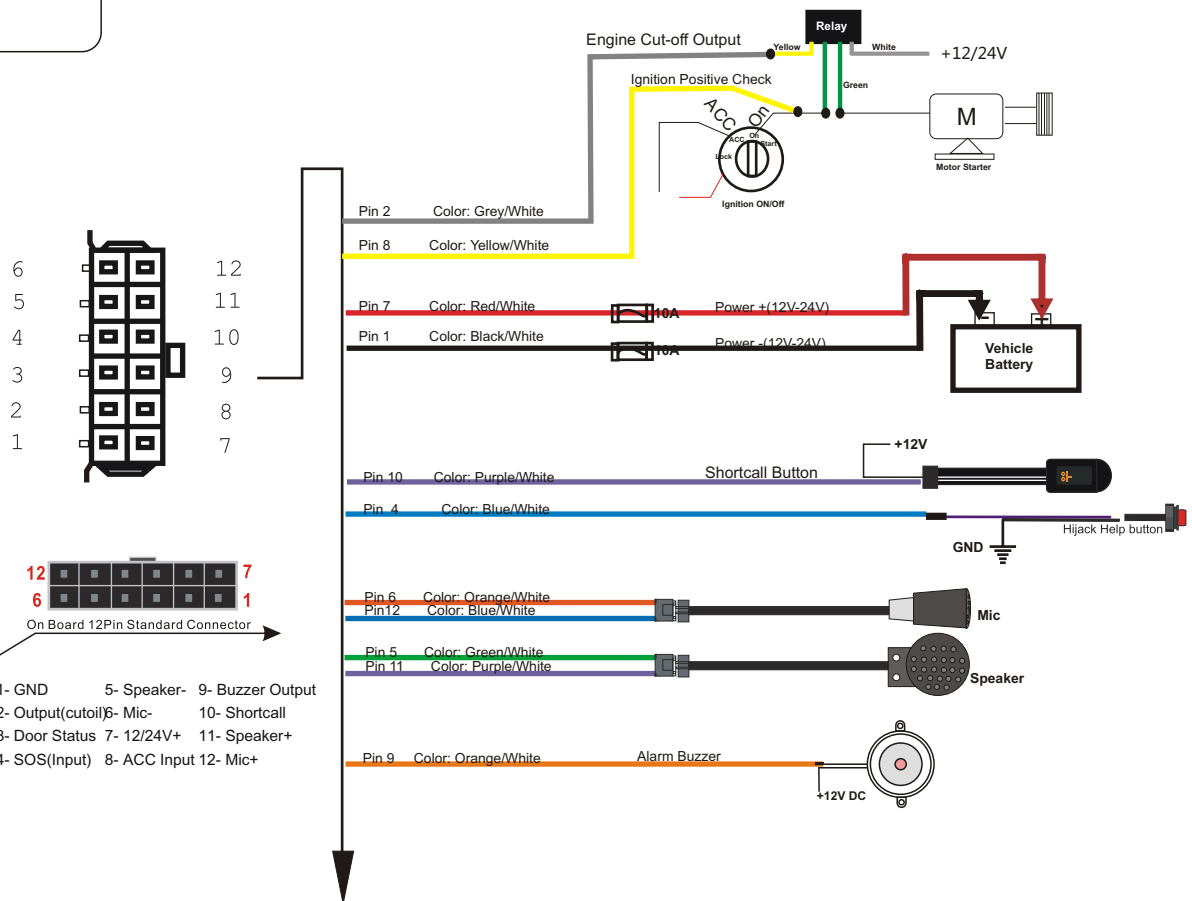 Relay
Engine Cut-off Output
Yellow
White
+12/24V
Green
Ignition Positive Check
ACC
On
ACC
On
Start
Lock
Ignition ON/Off
M
Motor Starter
Pin 2 Color: Grey/White
Pin 8 Color: Yellow/White
6 12
5 11
4 10
3 9
2 8
1 7
Pin 7 Color: Red/White 10A Power +(12V-24V)
Pin 1 Color: Black/White 10A Power -(12V-24V)
- +
Vehicle
Battery
+12V
Pin 10 Color: Purple/White Shortcall Button
Pin 4 Color: Blue/White
Hijack Help button
GND
12 7
6 1
On Board 12Pin Standard Connector
Pin 6 Color: Orange/White
Pin12 Color: Blue/White
Mic
Pin 5 Color: Green/White
Pin 11 Color: Purple/White
Speaker
1- GND 5- Speaker- 9- Buzzer Output
2- Output(cutoil) 6- Mic- 10- Shortcall
3- Door Status 7- 12/24V+ 11- Speaker+
4- SOS(Input) 8- ACC Input 12- Mic+
Pin 9 Color: Orange/White Alarm Buzzer
+12V DC